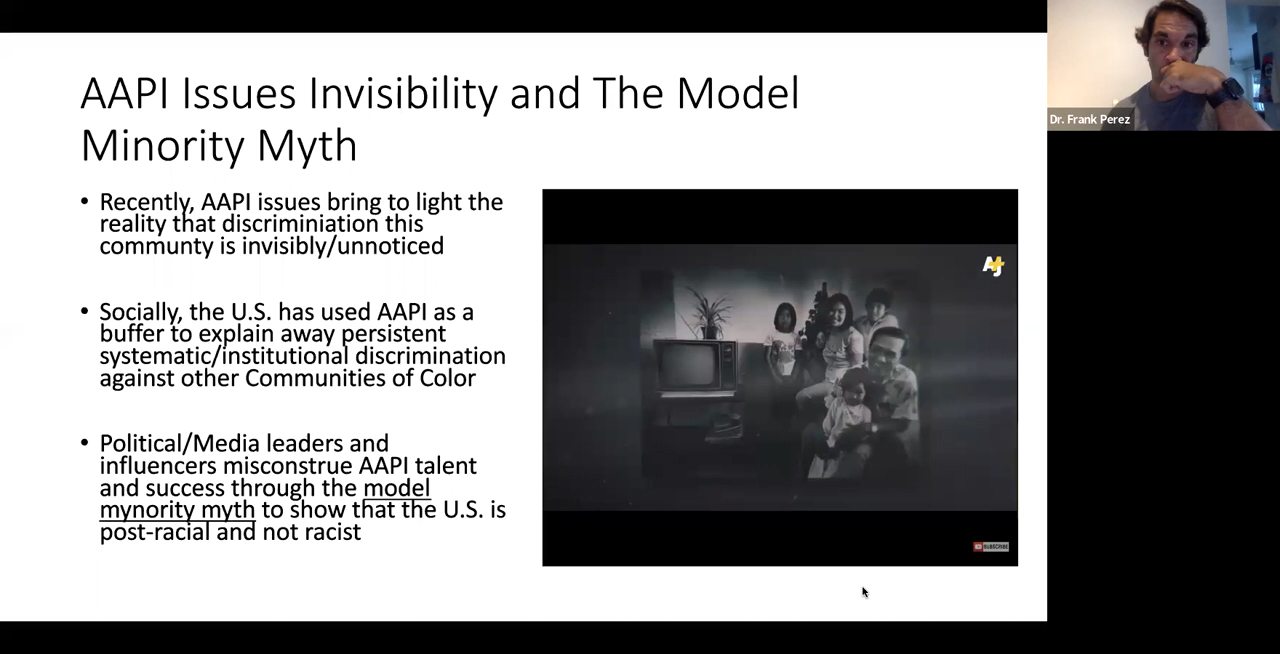 AAPI Issues Invisibility and The Model
Minority Myth
• Recently, AAPI issues bring to light the
reality that discriminiation this
communty is invisibly/unnoticed
• Socially, the U.S. has used AAPI as a
buffer to explain away persistent
systematic/institutional discrimination
against other Communities of Color
• Political/Media leaders and
influencers misconstrue AAPI talent
and success through the model
mynority myth to show that the U.S. is
post-racial and not racist
AJ+
SUBSCRIBE
Dr. Frank Perez